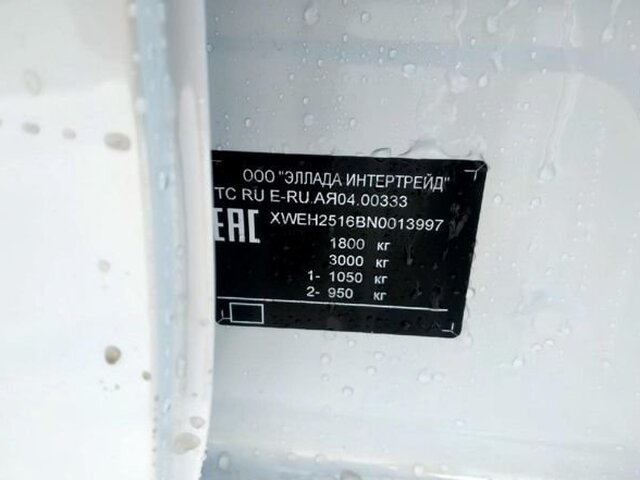 ООО "ЭЛЛАДА ИНТЕРТРЕЙД"
ТС RU E-RU.АЯ04.00333
EAC XWEH2516BN0013997
1800 кг
3000 кг
1- 1050 кг
2- 950 кг